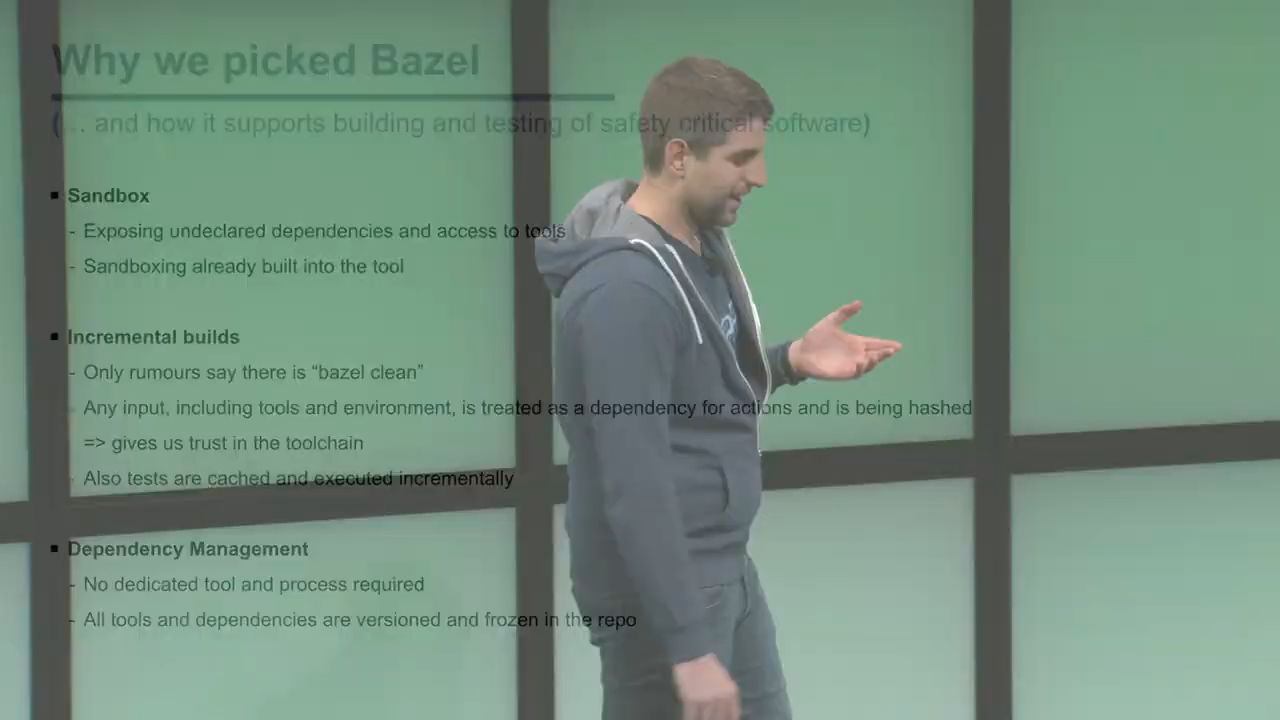 Why we picked Bazel
(... and how it supports building and testing of safety critical software)
▪ Sandbox
- Exposing undeclared dependencies and access to tools
- Sandboxing already built into the tool
▪ Incremental builds
- Only rumours say there is “bazel clean”
- Any input, including tools and environment, is treated as a dependency for actions and is being hashed
=> gives us trust in the toolchain
- Also tests are cached and executed incrementally
▪ Dependency Management
- No dedicated tool and process required
- All tools and dependencies are versioned and frozen in the repo